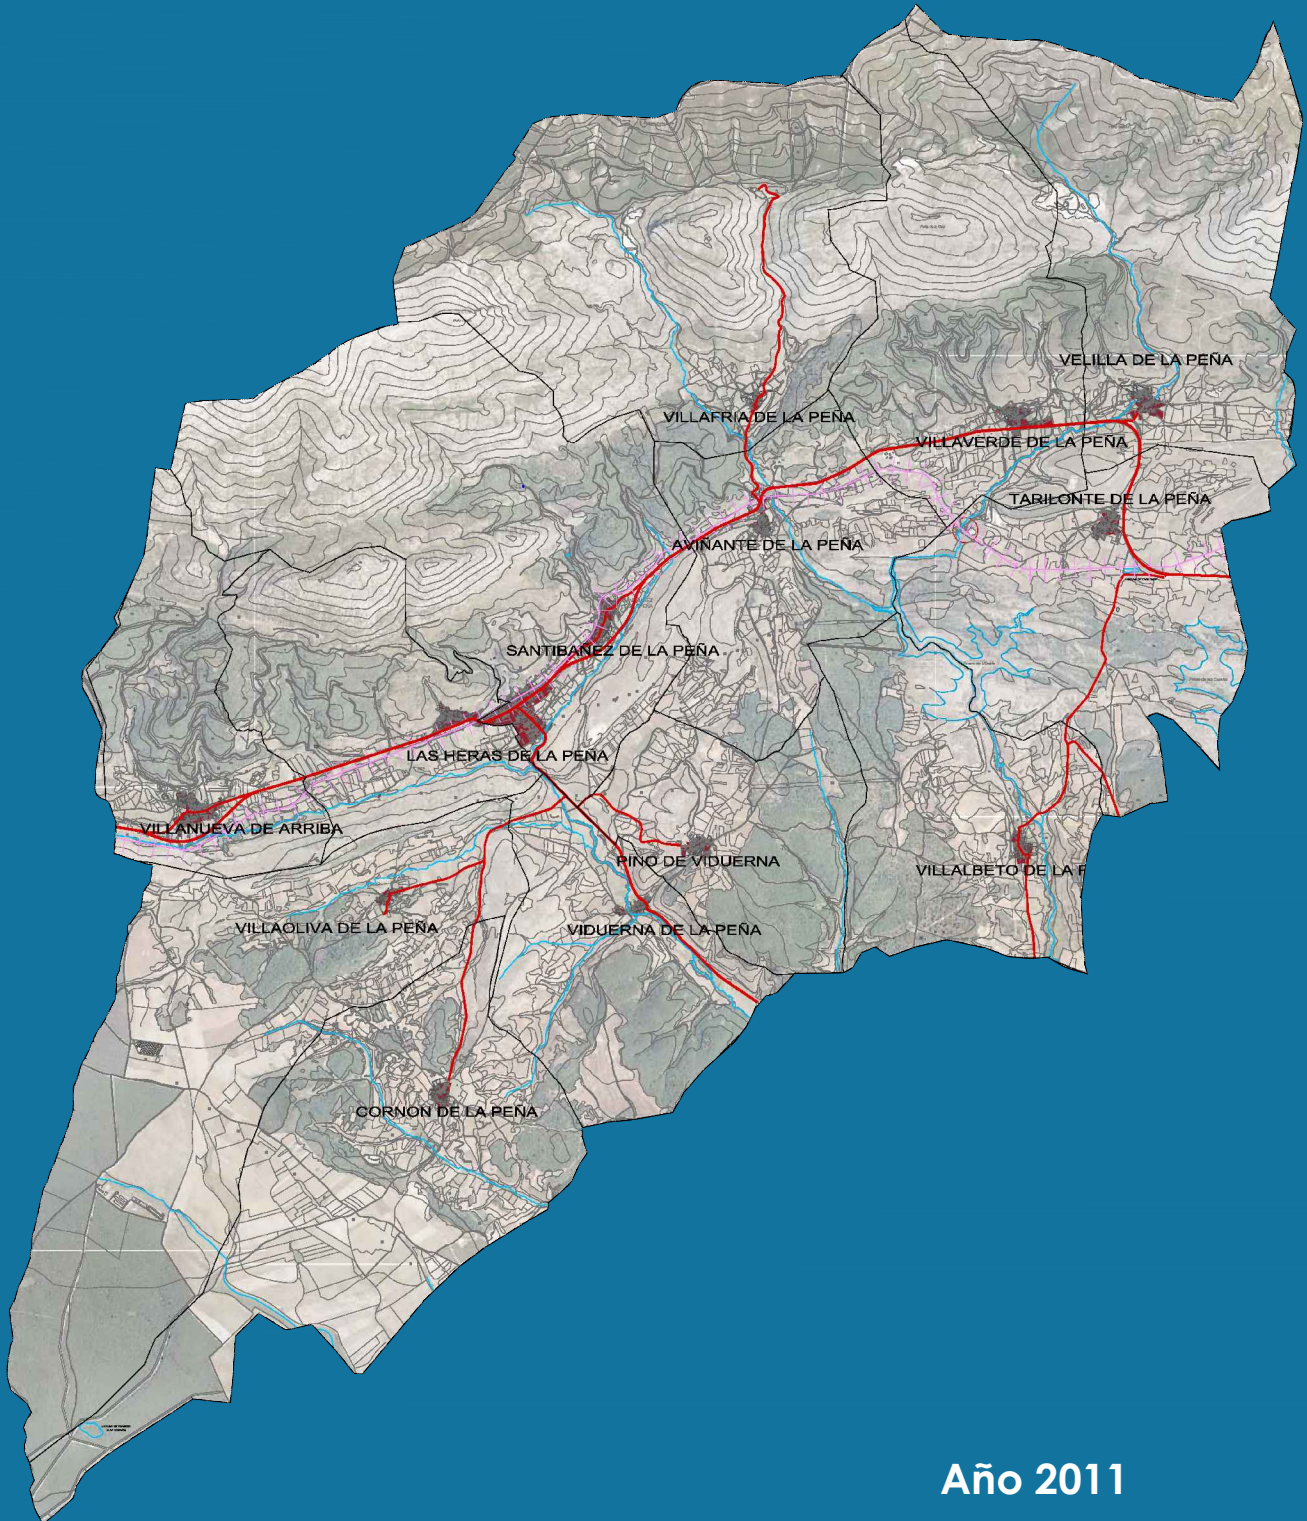 VELILLA DE LA PEÑA
VILLAFRIA DE LA PEÑA
VILLAVERDE DE LA PEÑA
TARILONTE DE LA PEÑA
AVIÑANTE DE LA PEÑA
SANTIBAÑEZ DE LA PEÑA
LAS HERAS DE LA PEÑA
VILLANUEVA DE ARRIBA
PINO DE VIDUERNA
VILLALBETO DE LA P
VILLAOLIVA DE LA PEÑA
VIDUERNA DE LA PEÑA
CORNON DE LA PEÑA
Año 2011